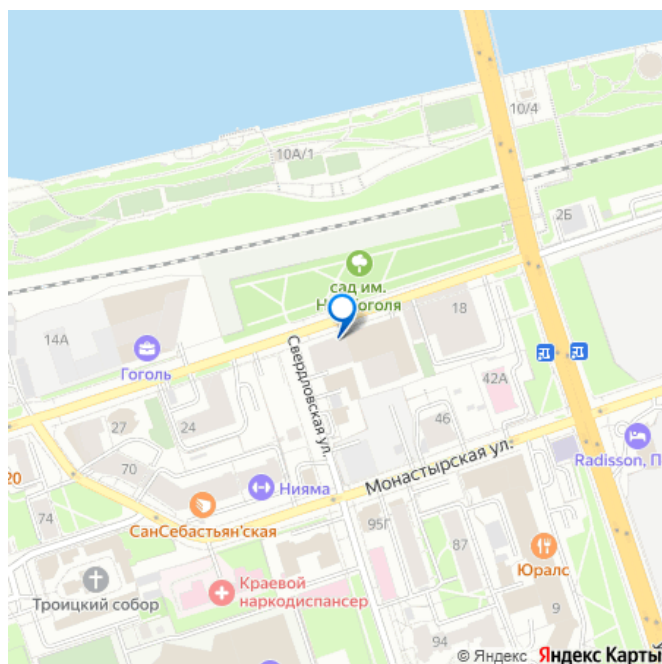 10/4
10А/1
2Б
сад им.
Н. Гоголя
18
14А
Гоголь
Свердловская ул.
42А
27
24
46
Radisson, П
70
Монастырская ул.
20
Нияма
74
СанСебастьян'ская
95Г
87
Юралс
Троицкий собор
Краевой
наркодиспансер
9
94
© Яндекс Яндекс Карты